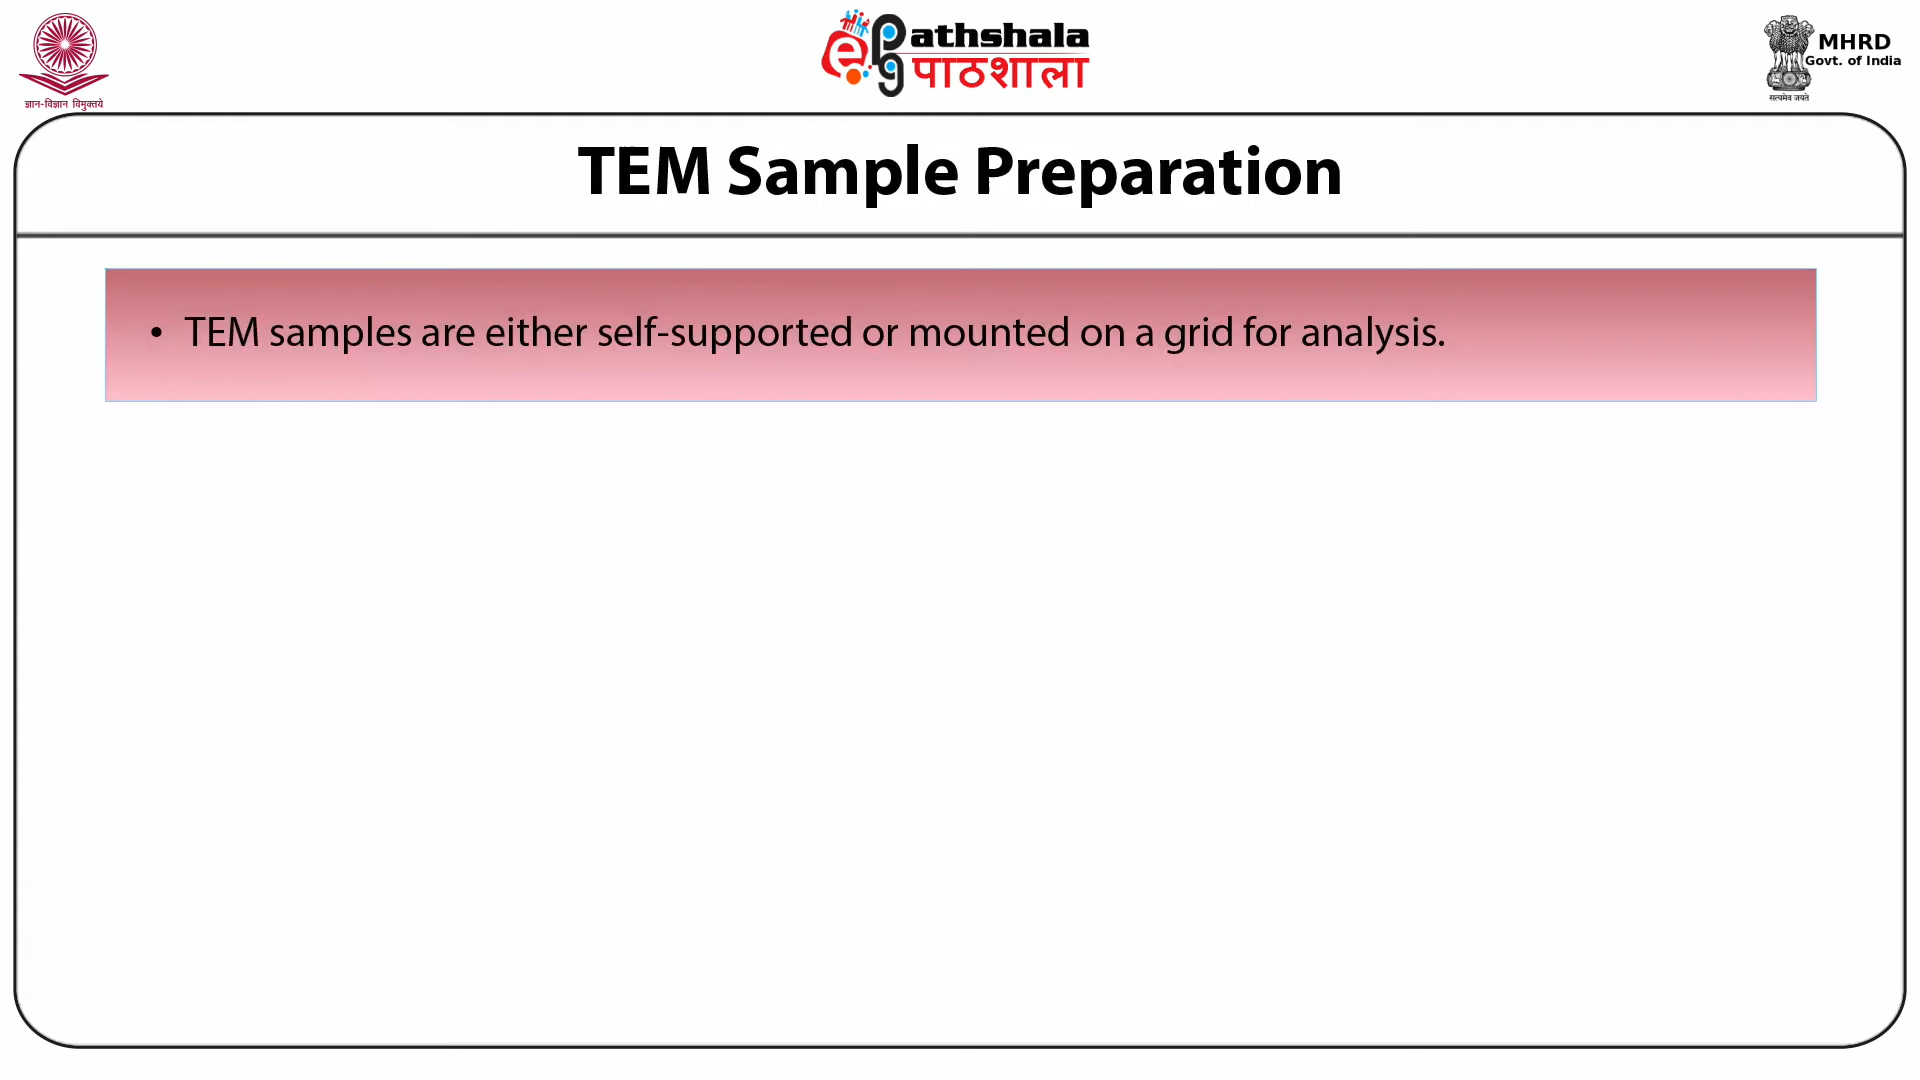 ज्ञान-विज्ञान विमुक्तये
e pg athshala
पाठशाला
MHRD
Govt. of India
सत्यमेव जयते
TEM Sample Preparation
• TEM samples are either self-supported or mounted on a grid for analysis.